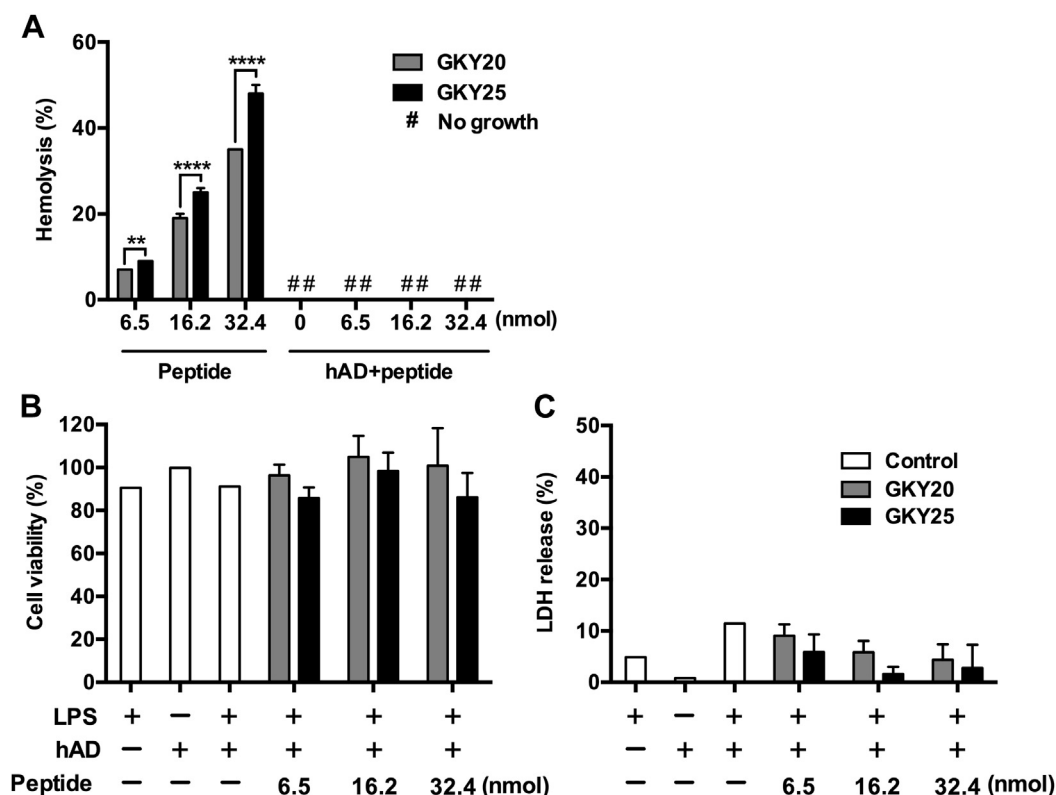 A
60
40
20
0
Hemolysis (%)
**
****
****
GKY20
GKY25
# No growth
## ## ## ##
6.5 16.2 32.4 0 6.5 16.2 32.4 (nmol)
Peptide hAD+peptide
B
120
100
80
60
40
20
0
Cell viability (%)
C
50
40
30
20
10
0
LDH release (%)
Control
GKY20
GKY25
LPS + − + + + + + − + + + +
hAD − + + + + + − + + + + +
Peptide − − − 6.5 16.2 32.4 (nmol) − − − 6.5 16.2 32.4 (nmol)